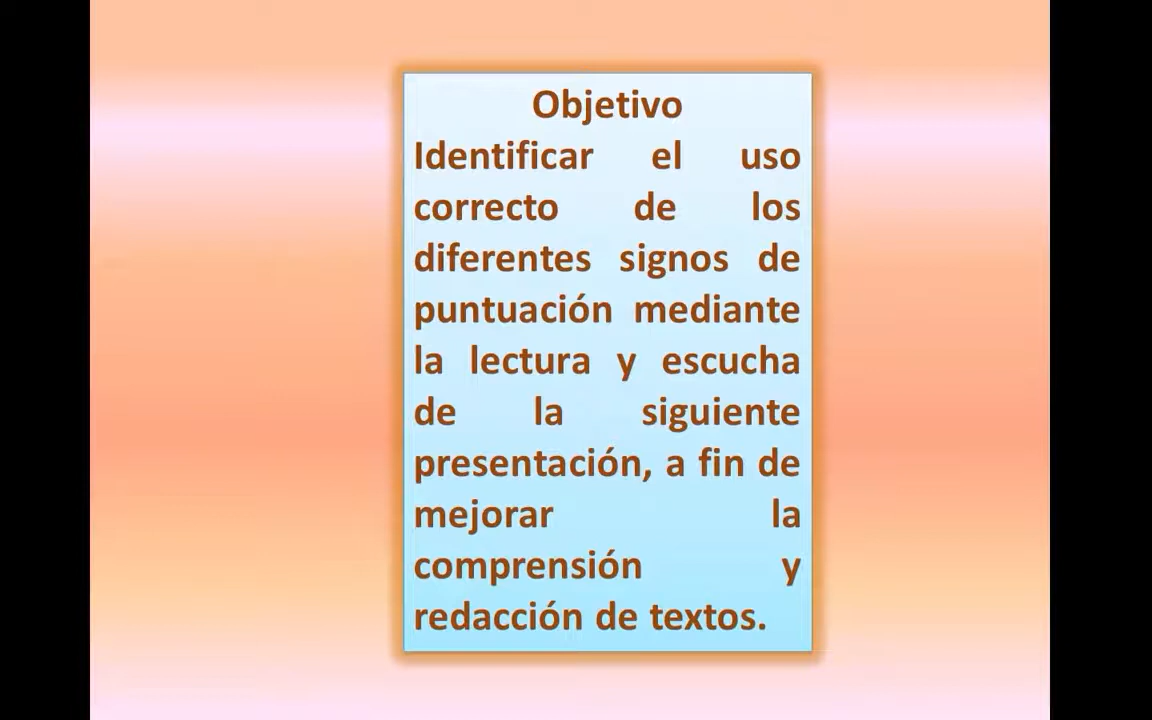 Objetivo
Identificar el uso
correcto de los
diferentes signos de
puntuación mediante
la lectura y escucha
de la siguiente
presentación, a fin de
mejorar la
comprensión y
redacción de textos.